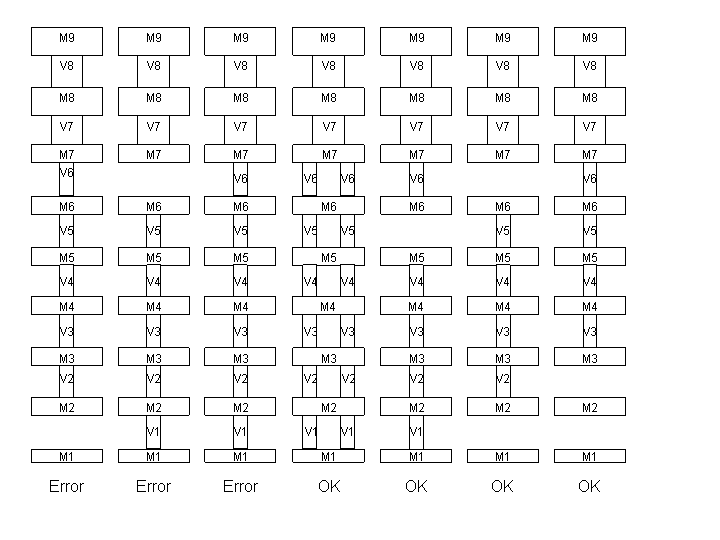 M9 M9 M9 M9 M9 M9 M9
V8 V8 V8 V8 V8 V8 V8
M8 M8 M8 M8 M8 M8 M8
V7 V7 V7 V7 V7 V7 V7
M7 M7 M7 M7 M7 M7 M7
V6 V6 V6 V6 V6 V6
M6 M6 M6 M6 M6 M6 M6
V5 V5 V5 V5 V5 V5 V5
M5 M5 M5 M5 M5 M5 M5
V4 V4 V4 V4 V4 V4 V4 V4
M4 M4 M4 M4 M4 M4 M4
V3 V3 V3 V3 V3 V3 V3 V3
M3 M3 M3 M3 M3 M3 M3
V2 V2 V2 V2 V2 V2 V2
M2 M2 M2 M2 M2 M2 M2
V1 V1 V1 V1 V1
M1 M1 M1 M1 M1 M1 M1
Error Error Error OK OK OK OK